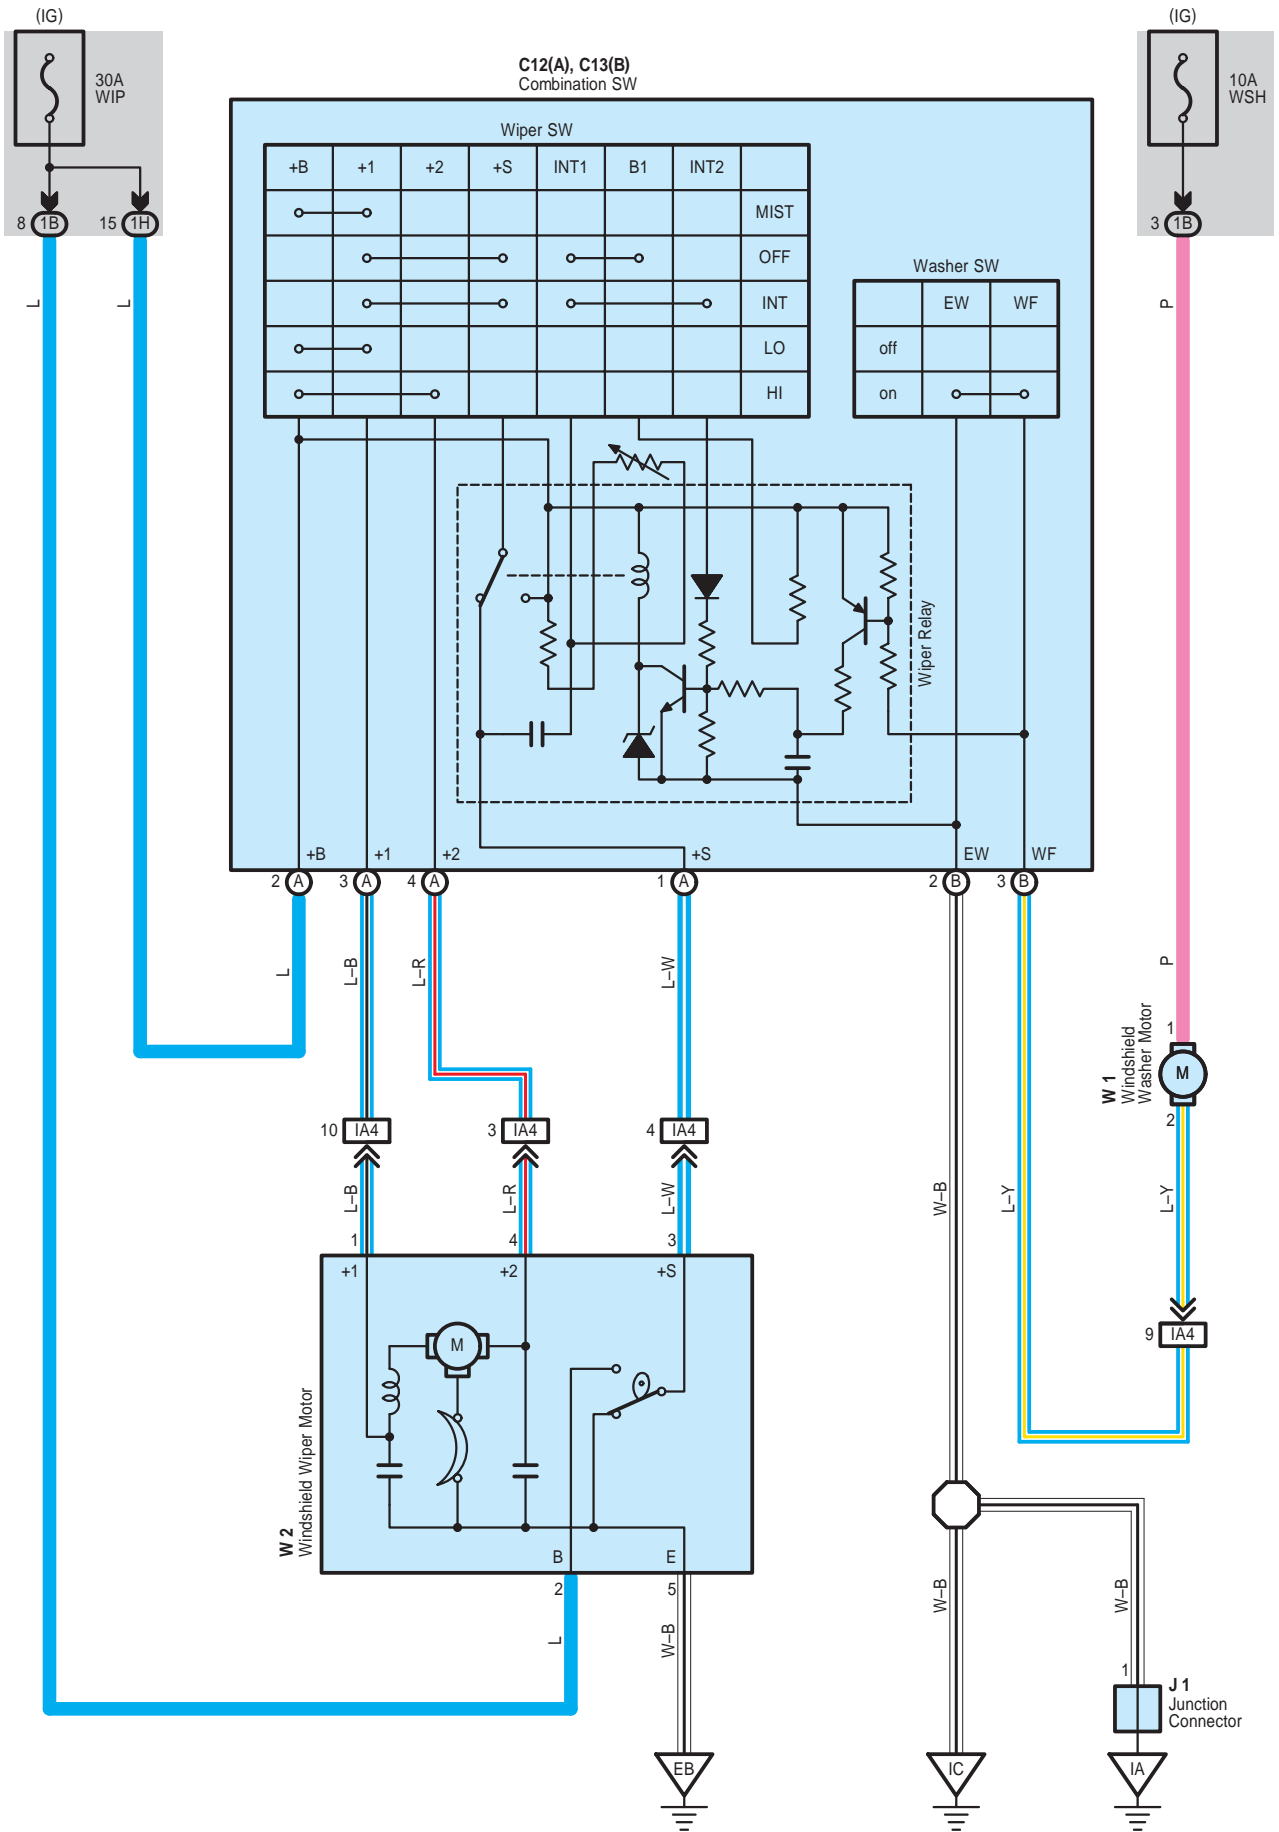 (IG)
(IG)
30A
WIP
10A
WSH
C12(A), C13(B)
Combination SW
Wiper SW
+B +1 +2 +S INT1 B1 INT2
MIST
OFF
INT
LO
HI
Washer SW
EW WF
off
on
8 1B 15 1H
3 1B
L
L
P
Wiper Relay
+B +1 +2 +S EW WF
2 A 3 A 4 A 1 A 2 B 3 B
L
L–B
L–R
L–W
P
1
W 1
Windshield
Washer Motor
M
2
10 IA4 3 IA4 4 IA4
L–B
L–R
L–W
W–B
L–Y
L–Y
1 4 3
+1 +2 +S
9 IA4
M
W 2
Windshield Wiper Motor
B E
2 5
L
W–B
W–B
W–B
1
J 1
Junction
Connector
EB IC IA